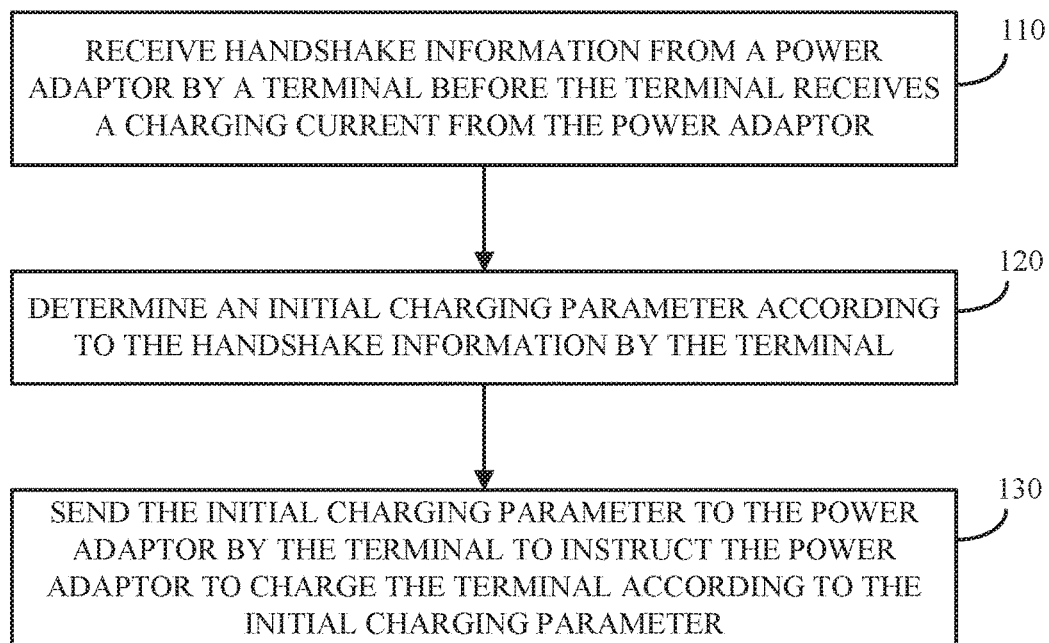 RECEIVE HANDSHAKE INFORMATION FROM A POWER
ADAPTOR BY A TERMINAL BEFORE THE TERMINAL RECEIVES
A CHARGING CURRENT FROM THE POWER ADAPTOR
110
DETERMINE AN INITIAL CHARGING PARAMETER ACCORDING
TO THE HANDSHAKE INFORMATION BY THE TERMINAL
120
SEND THE INITIAL CHARGING PARAMETER TO THE POWER
ADAPTOR BY THE TERMINAL TO INSTRUCT THE POWER
ADAPTOR TO CHARGE THE TERMINAL ACCORDING TO THE
INITIAL CHARGING PARAMETER
130